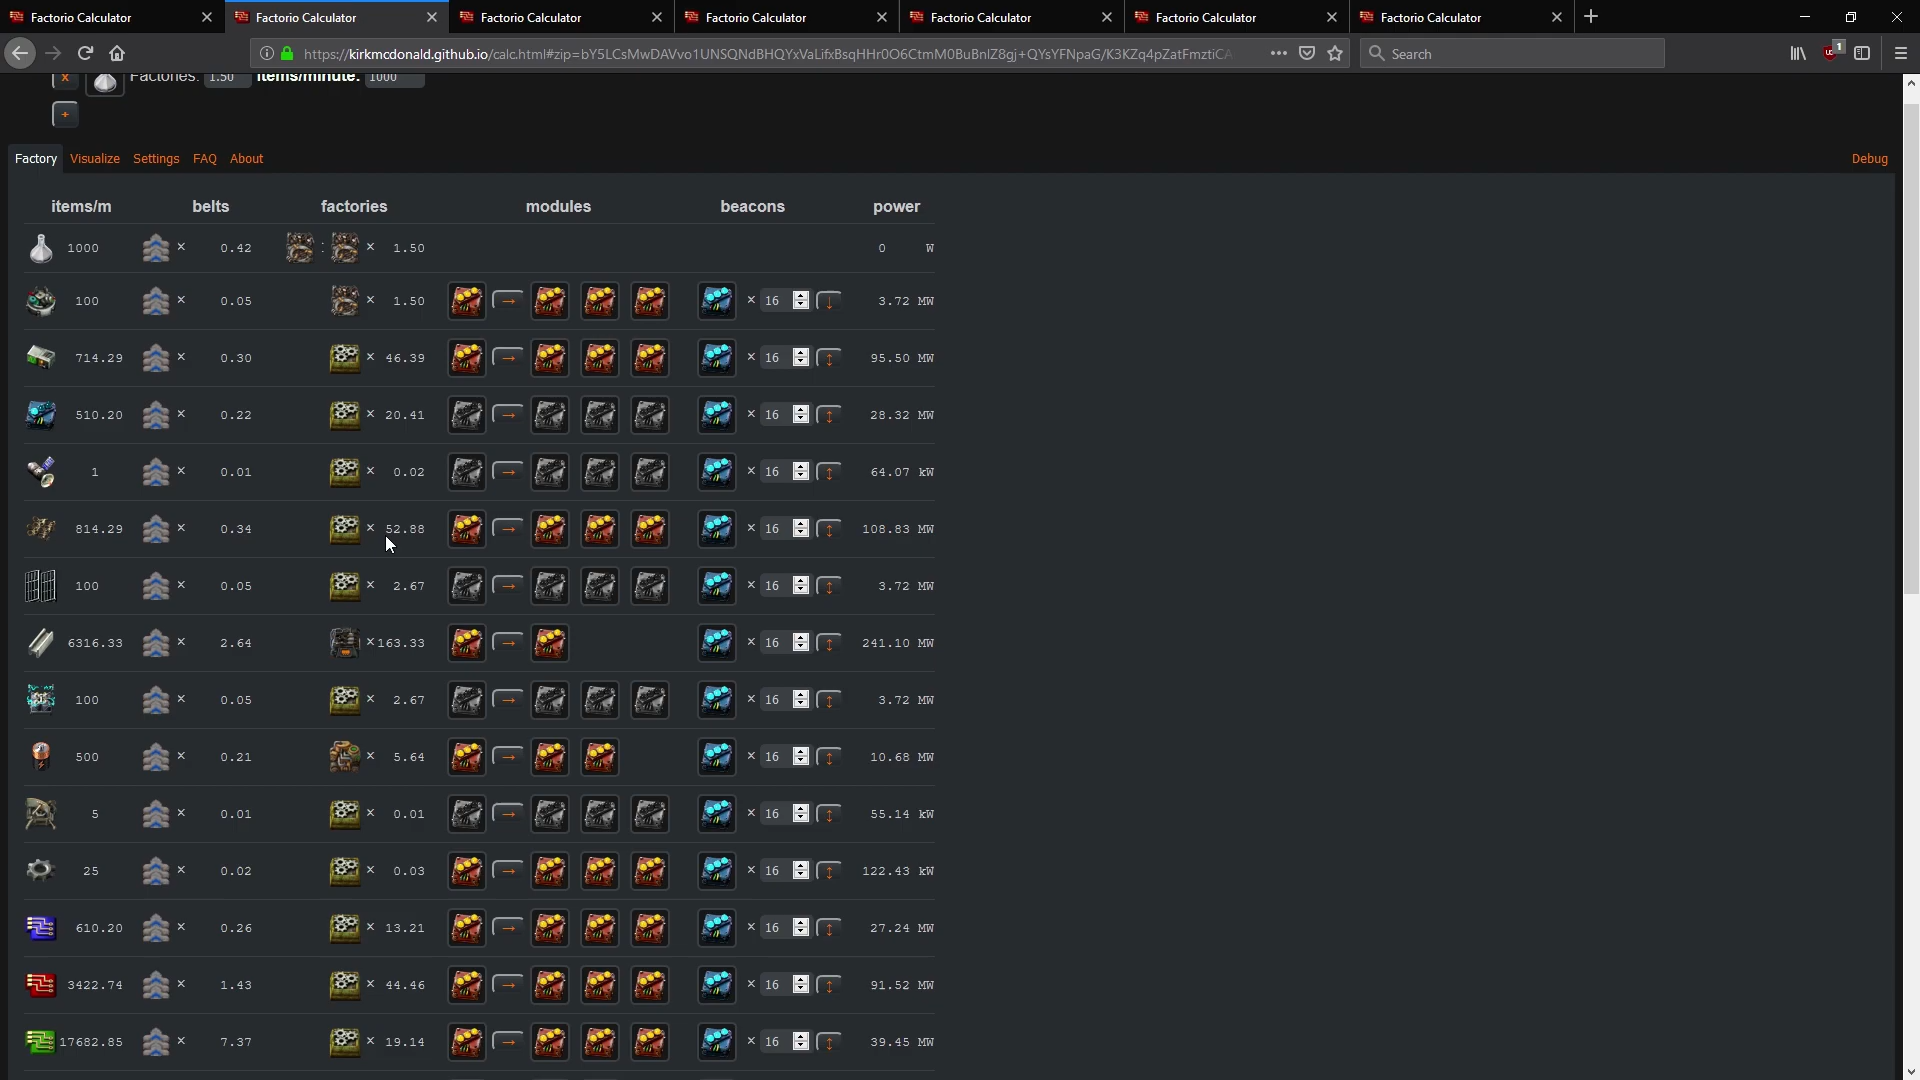 Factorio Calculator
Factorio Calculator
Factorio Calculator
Factorio Calculator
Factorio Calculator
Factorio Calculator
Factorio Calculator
https://kirkmcdonald.github.io/calc.html#zip=bY5LCsMwDAVvo1UNSQNdBHQYxVaLifxBsqHHr0O6CtmM0BuBnlZ8gj+QYsYFNpaG/K3KZq4pZatFmztiCA
Search
1
x Factories: 1.50 Items/minute: 1000
+
Factory Visualize Settings FAQ About Debug
items/m belts factories modules beacons power
1000 × 0.42 : × 1.50 0 W
100 × 0.05 × 1.50 → × 16 ↓ 3.72 MW
714.29 × 0.30 × 46.39 → × 16 ↕ 95.50 MW
510.20 × 0.22 × 20.41 → × 16 ↕ 28.32 MW
1 × 0.01 × 0.02 → × 16 ↕ 64.07 kW
814.29 × 0.34 × 52.88 → × 16 ↕ 108.83 MW
100 × 0.05 × 2.67 → × 16 ↕ 3.72 MW
6316.33 × 2.64 ×163.33 → × 16 ↕ 241.10 MW
100 × 0.05 × 2.67 → × 16 ↕ 3.72 MW
500 × 0.21 × 5.64 → × 16 ↕ 10.68 MW
5 × 0.01 × 0.01 → × 16 ↕ 55.14 kW
25 × 0.02 × 0.03 → × 16 ↕ 122.43 kW
610.20 × 0.26 × 13.21 → × 16 ↕ 27.24 MW
3422.74 × 1.43 × 44.46 → × 16 ↕ 91.52 MW
17682.85 × 7.37 × 19.14 → × 16 ↕ 39.45 MW